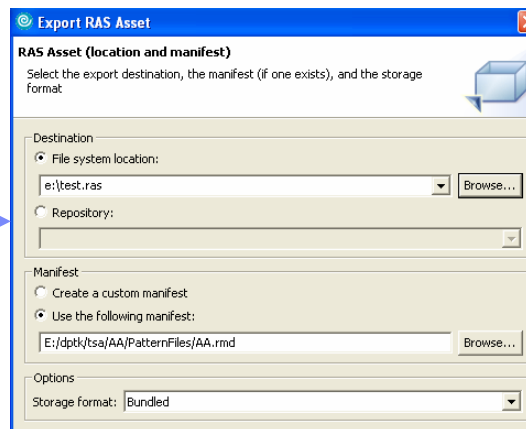 Export RAS Asset
RAS Asset (location and manifest)
Select the export destination, the manifest (if one exists), and the storage
format
Destination
File system location:
e:\test.ras
Browse...
Repository:
Manifest
Create a custom manifest
Use the following manifest:
E:/dptk/tsa/AA/PatternFiles/AA.rmd
Browse...
Options
Storage format: Bundled